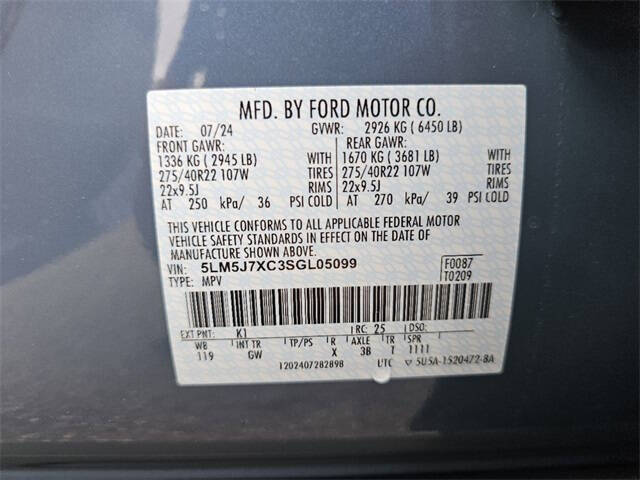 MFD. BY FORD MOTOR CO.
DATE: 07/24 GVWR: 2926 KG ( 6450 LB)
FRONT GAWR: REAR GAWR:
1336 KG ( 2945 LB) WITH 1670 KG ( 3681 LB) WITH
275/40R22 107W TIRES 275/40R22 107W TIRES
22x9.5J RIMS 22x9.5J RIMS
AT 250 kPa/ 36 PSI COLD AT 270 kPa/ 39 PSI COLD
THIS VEHICLE CONFORMS TO ALL APPLICABLE FEDERAL MOTOR
VEHICLE SAFETY STANDARDS IN EFFECT ON THE DATE OF
MANUFACTURE SHOWN ABOVE.
VIN: 5LM5J7XC3SGL05099 F0087
TYPE: MPV T0209
EXT PNT: K1 RC: 25 DSO:
WB INT TR TP/PS R AXLE TR SPR
119 GW X 3B T 1111
1202407282898 UTC ▽ 5U5A-1520472-8A